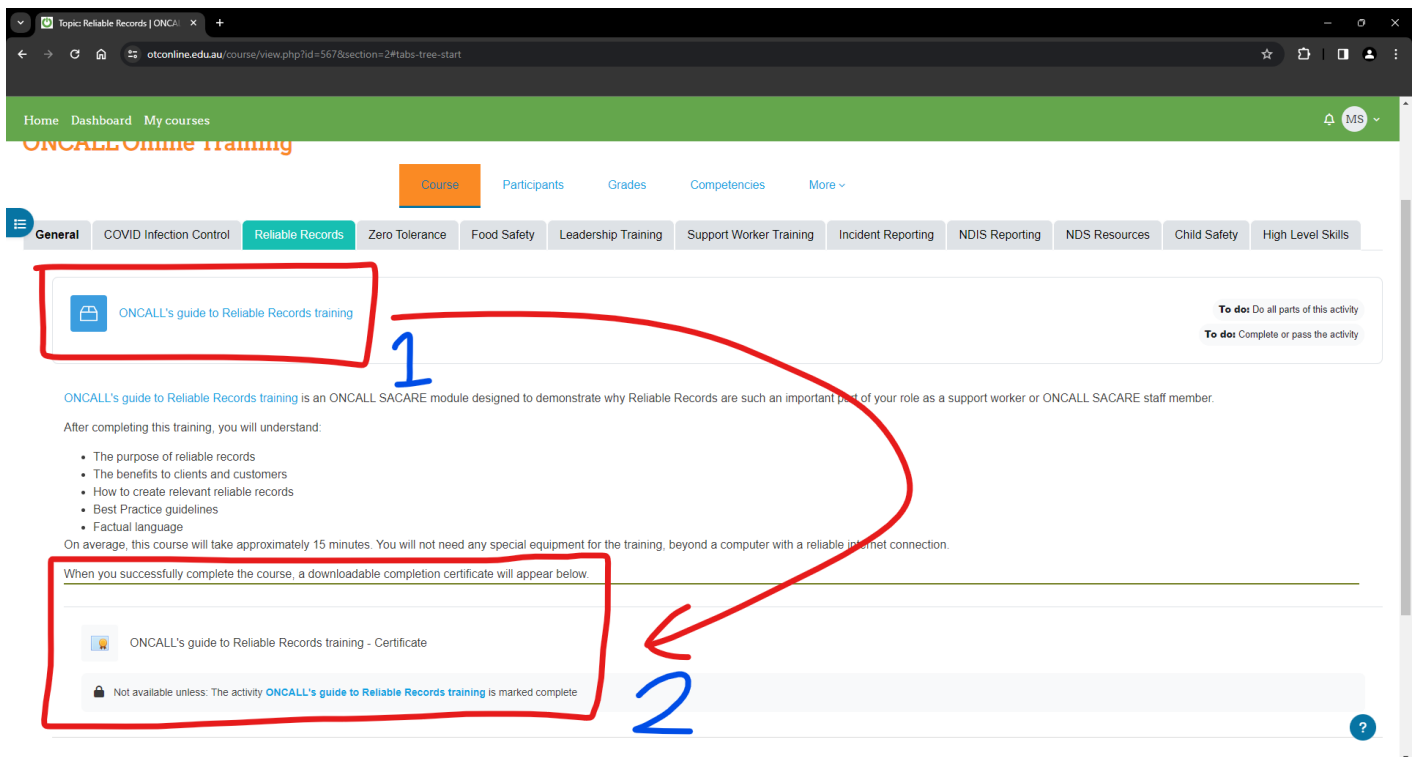 Topic: Reliable Records | ONCAL
otconline.edu.au/course/view.php?id=567&section=2#tabs-tree-start
Home Dashboard My courses
MS
ONCALL Online Training
Course Participants Grades Competencies More
General COVID Infection Control Reliable Records Zero Tolerance Food Safety Leadership Training Support Worker Training Incident Reporting NDIS Reporting NDS Resources Child Safety High Level Skills
ONCALL's guide to Reliable Records training
To do: Do all parts of this activity
To do: Complete or pass the activity
1
ONCALL's guide to Reliable Records training is an ONCALL SACARE module designed to demonstrate why Reliable Records are such an important part of your role as a support worker or ONCALL SACARE staff member.
After completing this training, you will understand:
• The purpose of reliable records
• The benefits to clients and customers
• How to create relevant reliable records
• Best Practice guidelines
• Factual language
On average, this course will take approximately 15 minutes. You will not need any special equipment for the training, beyond a computer with a reliable internet connection.
When you successfully complete the course, a downloadable completion certificate will appear below.
ONCALL's guide to Reliable Records training - Certificate
Not available unless: The activity ONCALL's guide to Reliable Records training is marked complete
2
?